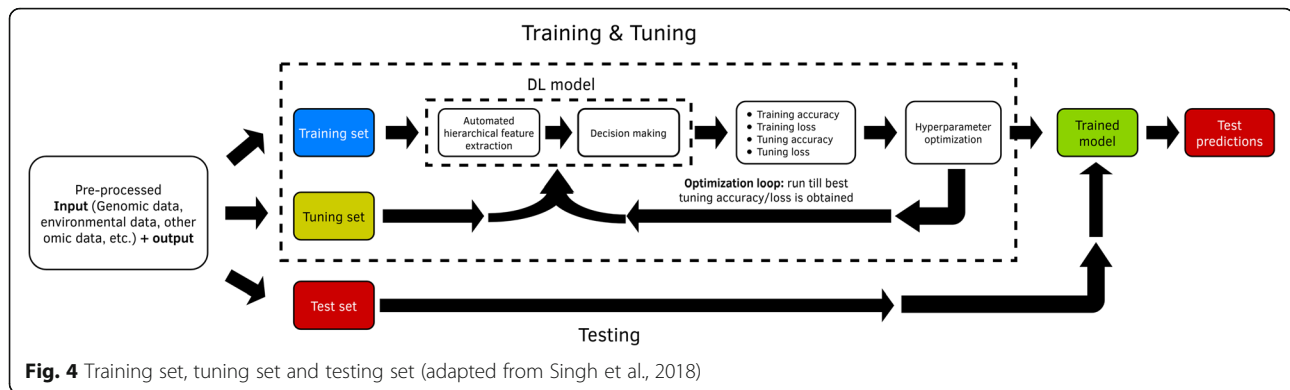 Training & Tuning
DL model
Training set
Automated
hierarchical feature
extraction
Decision making
• Training accuracy
• Training loss
• Tuning accuracy
• Tuning loss
Hyperparameter
optimization
Trained
model
Test
predictions
Pre-processed
Input (Genomic data,
environmental data, other
omic data, etc.) + output
Tuning set
Optimization loop: run till best
tuning accuracy/loss is obtained
Test set
Testing
Fig. 4 Training set, tuning set and testing set (adapted from Singh et al., 2018)